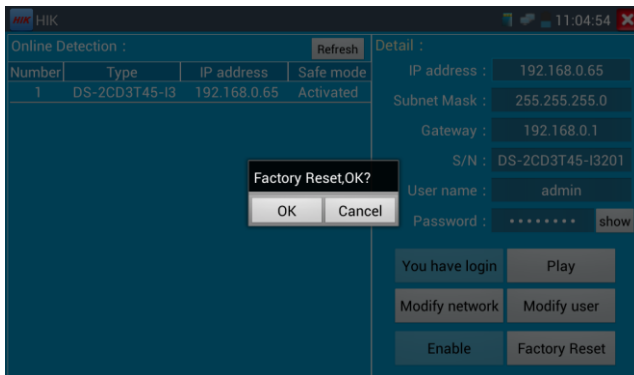 HIK HIK 11:04:54
Online Detection : Refresh
Number Type IP address Safe mode
1 DS-2CD3T45-I3 192.168.0.65 Activated
Detail :
IP address : 192.168.0.65
Subnet Mask : 255.255.255.0
Gateway : 192.168.0.1
S/N : DS-2CD3T45-I3201
User name : admin
Password : •••••••• show
Factory Reset,OK?
OK Cancel
You have login Play
Modify network Modify user
Enable Factory Reset